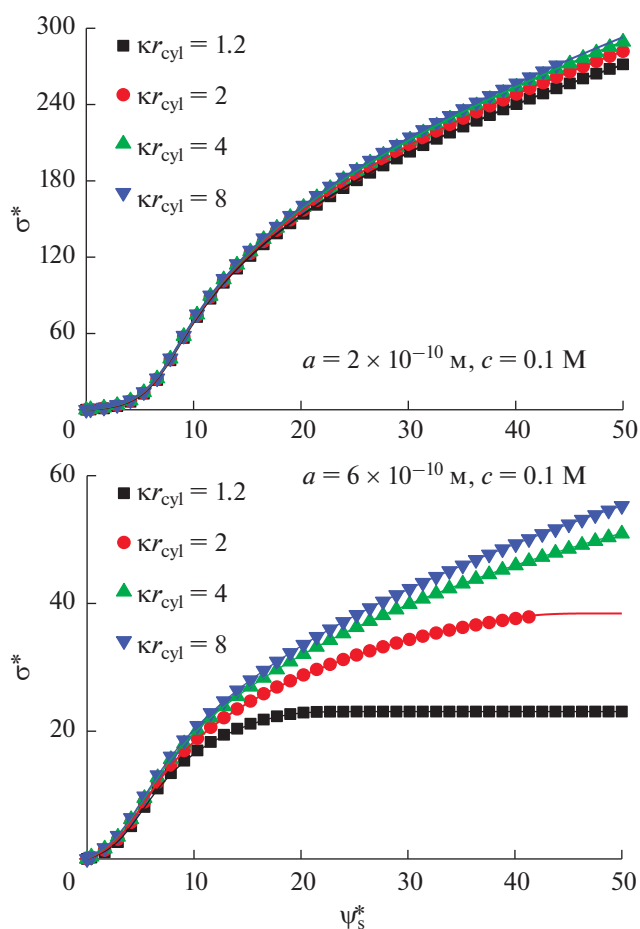 300
240
180
120
60
σ*
κr_cyl = 1.2
κr_cyl = 2
κr_cyl = 4
κr_cyl = 8
a = 2 × 10⁻¹⁰ м, c = 0.1 М
0 10 20 30 40 50
60
40
20
σ*
a = 6 × 10⁻¹⁰ м, c = 0.1 М
κr_cyl = 1.2
κr_cyl = 2
κr_cyl = 4
κr_cyl = 8
0 10 20 30 40 50
ψ_s*